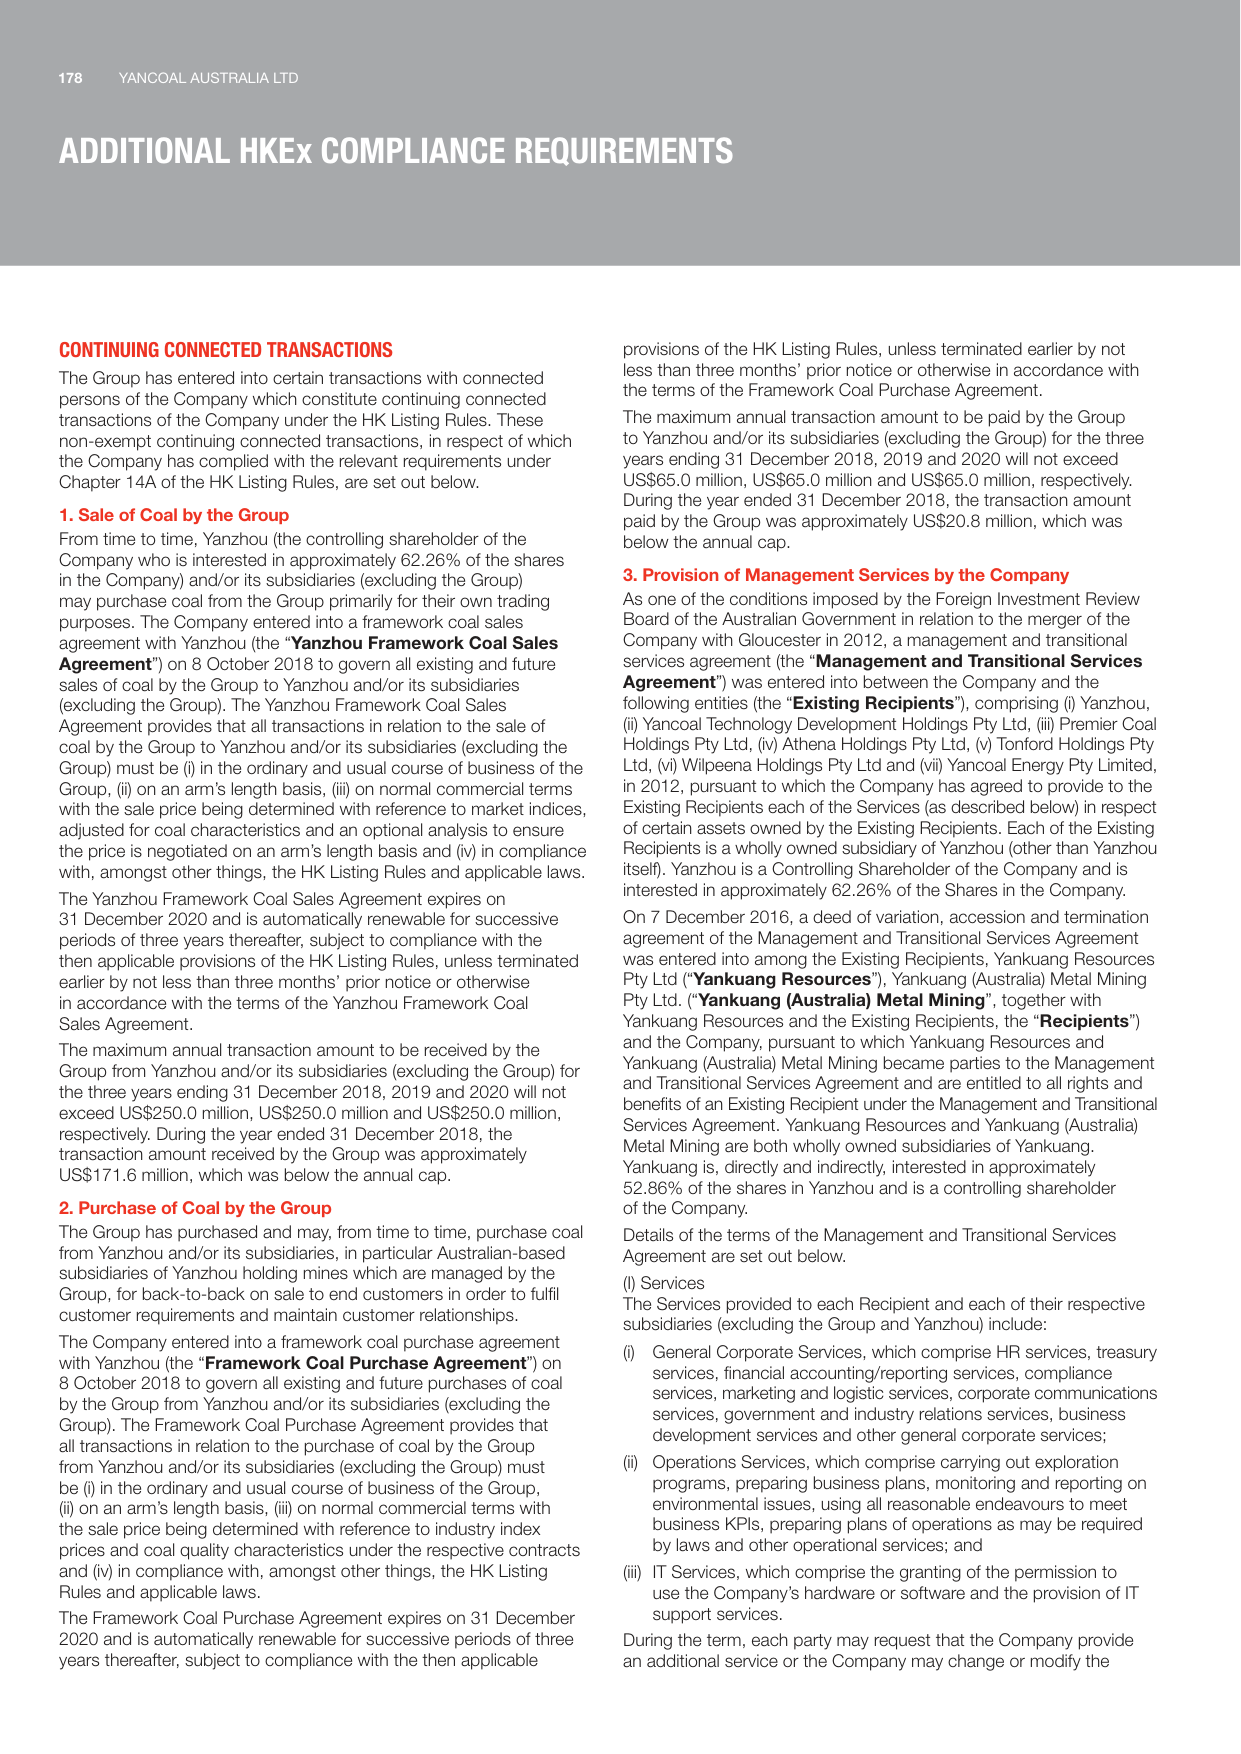 178 YANCOAL AUSTRALIA LTD
ADDITIONAL HKEx COMPLIANCE REQUIREMENTS
CONTINUING CONNECTED TRANSACTIONS
The Group has entered into certain transactions with connected
persons of the Company which constitute continuing connected
transactions of the Company under the HK Listing Rules. These
non-exempt continuing connected transactions, in respect of which
the Company has complied with the relevant requirements under
Chapter 14A of the HK Listing Rules, are set out below.
1. Sale of Coal by the Group
From time to time, Yanzhou (the controlling shareholder of the
Company who is interested in approximately 62.26% of the shares
in the Company) and/or its subsidiaries (excluding the Group)
may purchase coal from the Group primarily for their own trading
purposes. The Company entered into a framework coal sales
agreement with Yanzhou (the “Yanzhou Framework Coal Sales
Agreement”) on 8 October 2018 to govern all existing and future
sales of coal by the Group to Yanzhou and/or its subsidiaries
(excluding the Group). The Yanzhou Framework Coal Sales
Agreement provides that all transactions in relation to the sale of
coal by the Group to Yanzhou and/or its subsidiaries (excluding the
Group) must be (i) in the ordinary and usual course of business of the
Group, (ii) on an arm’s length basis, (iii) on normal commercial terms
with the sale price being determined with reference to market indices,
adjusted for coal characteristics and an optional analysis to ensure
the price is negotiated on an arm’s length basis and (iv) in compliance
with, amongst other things, the HK Listing Rules and applicable laws.
The Yanzhou Framework Coal Sales Agreement expires on
31 December 2020 and is automatically renewable for successive
periods of three years thereafter, subject to compliance with the
then applicable provisions of the HK Listing Rules, unless terminated
earlier by not less than three months’ prior notice or otherwise
in accordance with the terms of the Yanzhou Framework Coal
Sales Agreement.
The maximum annual transaction amount to be received by the
Group from Yanzhou and/or its subsidiaries (excluding the Group) for
the three years ending 31 December 2018, 2019 and 2020 will not
exceed US$250.0 million, US$250.0 million and US$250.0 million,
respectively. During the year ended 31 December 2018, the
transaction amount received by the Group was approximately
US$171.6 million, which was below the annual cap.
2. Purchase of Coal by the Group
The Group has purchased and may, from time to time, purchase coal
from Yanzhou and/or its subsidiaries, in particular Australian-based
subsidiaries of Yanzhou holding mines which are managed by the
Group, for back-to-back on sale to end customers in order to fulfil
customer requirements and maintain customer relationships.
The Company entered into a framework coal purchase agreement
with Yanzhou (the “Framework Coal Purchase Agreement”) on
8 October 2018 to govern all existing and future purchases of coal
by the Group from Yanzhou and/or its subsidiaries (excluding the
Group). The Framework Coal Purchase Agreement provides that
all transactions in relation to the purchase of coal by the Group
from Yanzhou and/or its subsidiaries (excluding the Group) must
be (i) in the ordinary and usual course of business of the Group,
(ii) on an arm’s length basis, (iii) on normal commercial terms with
the sale price being determined with reference to industry index
prices and coal quality characteristics under the respective contracts
and (iv) in compliance with, amongst other things, the HK Listing
Rules and applicable laws.
The Framework Coal Purchase Agreement expires on 31 December
2020 and is automatically renewable for successive periods of three
years thereafter, subject to compliance with the then applicable
provisions of the HK Listing Rules, unless terminated earlier by not
less than three months’ prior notice or otherwise in accordance with
the terms of the Framework Coal Purchase Agreement.
The maximum annual transaction amount to be paid by the Group
to Yanzhou and/or its subsidiaries (excluding the Group) for the three
years ending 31 December 2018, 2019 and 2020 will not exceed
US$65.0 million, US$65.0 million and US$65.0 million, respectively.
During the year ended 31 December 2018, the transaction amount
paid by the Group was approximately US$20.8 million, which was
below the annual cap.
3. Provision of Management Services by the Company
As one of the conditions imposed by the Foreign Investment Review
Board of the Australian Government in relation to the merger of the
Company with Gloucester in 2012, a management and transitional
services agreement (the “Management and Transitional Services
Agreement”) was entered into between the Company and the
following entities (the “Existing Recipients”), comprising (i) Yanzhou,
(ii) Yancoal Technology Development Holdings Pty Ltd, (iii) Premier Coal
Holdings Pty Ltd, (iv) Athena Holdings Pty Ltd, (v) Tonford Holdings Pty
Ltd, (vi) Wilpeena Holdings Pty Ltd and (vii) Yancoal Energy Pty Limited,
in 2012, pursuant to which the Company has agreed to provide to the
Existing Recipients each of the Services (as described below) in respect
of certain assets owned by the Existing Recipients. Each of the Existing
Recipients is a wholly owned subsidiary of Yanzhou (other than Yanzhou
itself). Yanzhou is a Controlling Shareholder of the Company and is
interested in approximately 62.26% of the Shares in the Company.
On 7 December 2016, a deed of variation, accession and termination
agreement of the Management and Transitional Services Agreement
was entered into among the Existing Recipients, Yankuang Resources
Pty Ltd (“Yankuang Resources”), Yankuang (Australia) Metal Mining
Pty Ltd. (“Yankuang (Australia) Metal Mining”, together with
Yankuang Resources and the Existing Recipients, the “Recipients”)
and the Company, pursuant to which Yankuang Resources and
Yankuang (Australia) Metal Mining became parties to the Management
and Transitional Services Agreement and are entitled to all rights and
benefits of an Existing Recipient under the Management and Transitional
Services Agreement. Yankuang Resources and Yankuang (Australia)
Metal Mining are both wholly owned subsidiaries of Yankuang.
Yankuang is, directly and indirectly, interested in approximately
52.86% of the shares in Yanzhou and is a controlling shareholder
of the Company.
Details of the terms of the Management and Transitional Services
Agreement are set out below.
(I) Services
The Services provided to each Recipient and each of their respective
subsidiaries (excluding the Group and Yanzhou) include:
(i) General Corporate Services, which comprise HR services, treasury
services, financial accounting/reporting services, compliance
services, marketing and logistic services, corporate communications
services, government and industry relations services, business
development services and other general corporate services;
(ii) Operations Services, which comprise carrying out exploration
programs, preparing business plans, monitoring and reporting on
environmental issues, using all reasonable endeavours to meet
business KPIs, preparing plans of operations as may be required
by laws and other operational services; and
(iii) IT Services, which comprise the granting of the permission to
use the Company’s hardware or software and the provision of IT
support services.
During the term, each party may request that the Company provide
an additional service or the Company may change or modify the